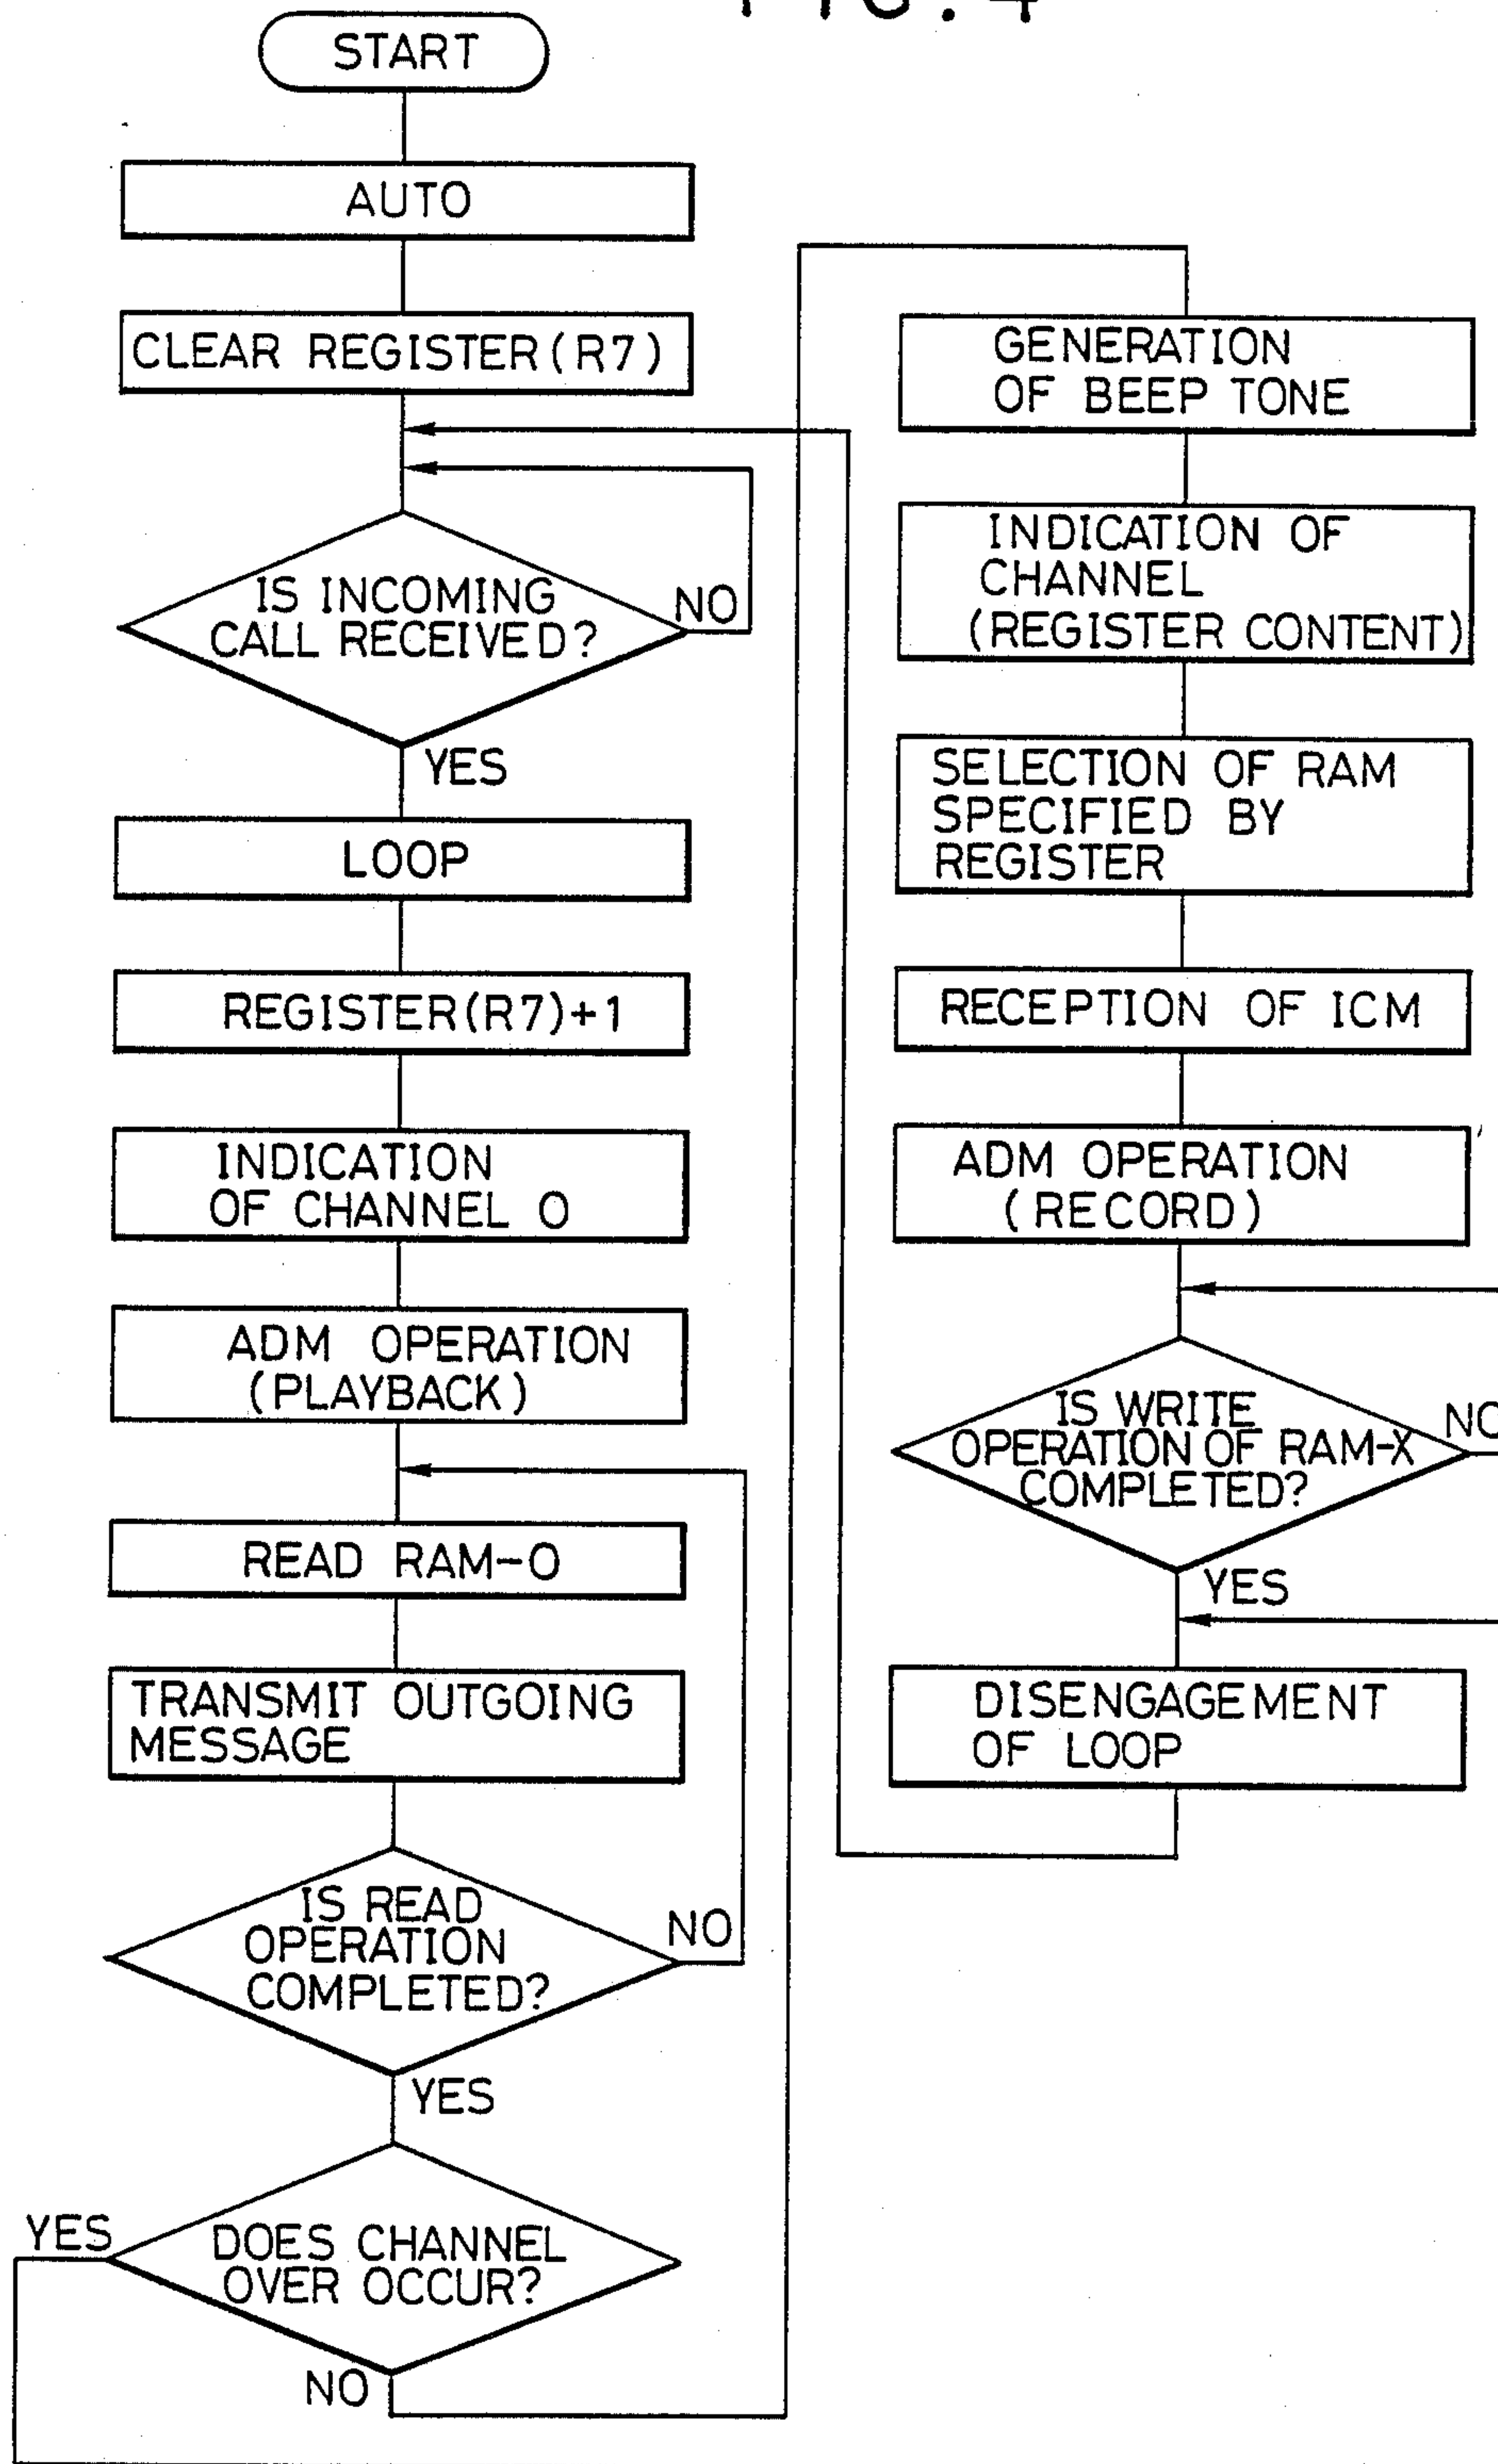 FIG. 4
START
AUTO
CLEAR REGISTER(R7)
IS INCOMING
CALL RECEIVED?
NO
YES
LOOP
REGISTER(R7)+1
INDICATION
OF CHANNEL 0
ADM OPERATION
(PLAYBACK)
READ RAM-0
TRANSMIT OUTGOING
MESSAGE
IS READ
OPERATION
COMPLETED?
NO
YES
DOES CHANNEL
OVER OCCUR?
YES
NO
GENERATION
OF BEEP TONE
INDICATION OF
CHANNEL
(REGISTER CONTENT)
SELECTION OF RAM
SPECIFIED BY
REGISTER
RECEPTION OF ICM
ADM OPERATION
(RECORD)
IS WRITE
OPERATION OF RAM-X
COMPLETED?
NO
YES
DISENGAGEMENT
OF LOOP